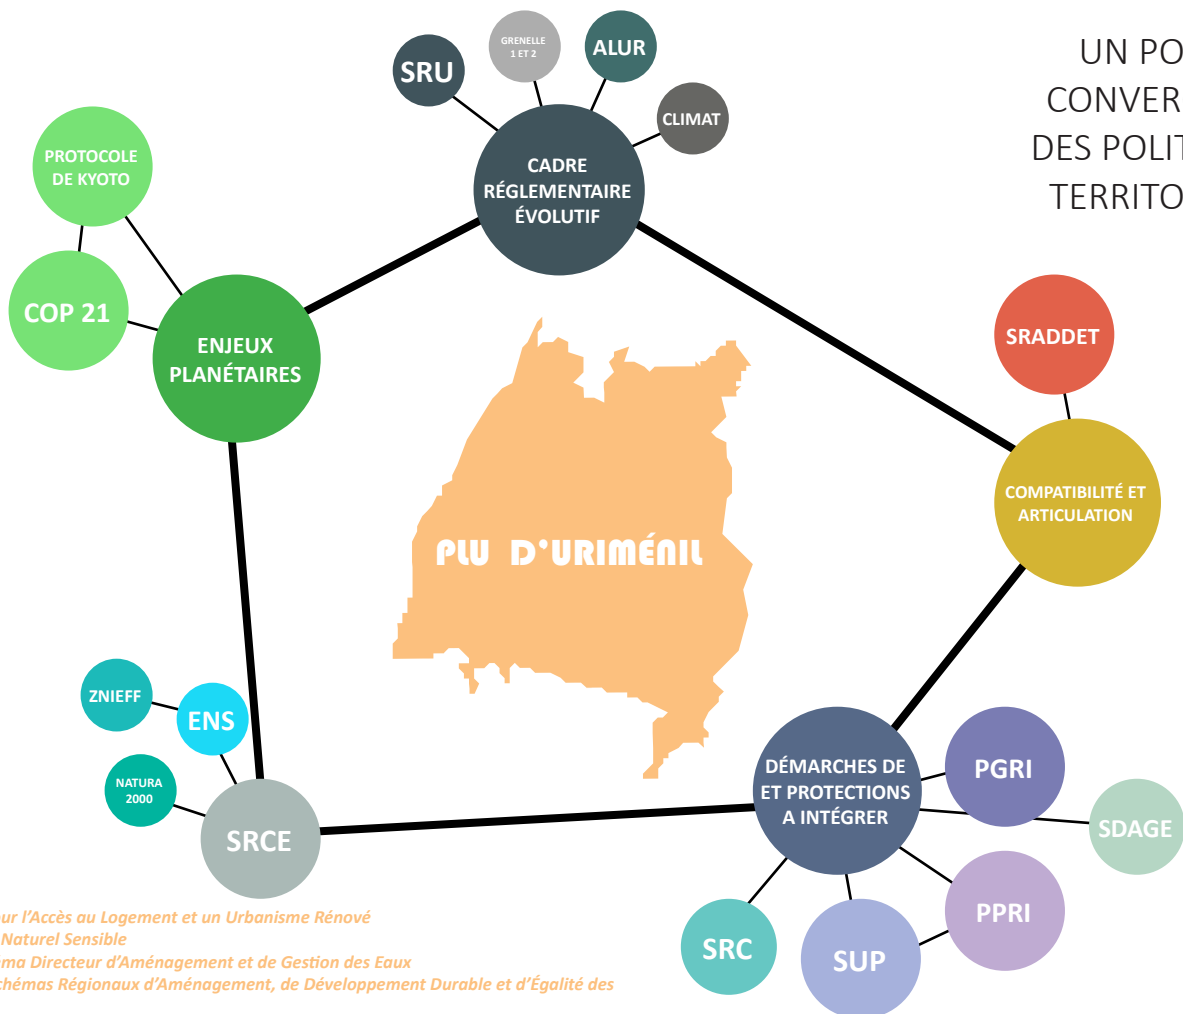 UN PO
CONVER
DES POLIT
TERRITO
SRU
GRENELLE
1 ET 2
ALUR
CLIMAT
CADRE
RÉGLEMENTAIRE
ÉVOLUTIF
PROTOCOLE
DE KYOTO
COP 21
ENJEUX
PLANÉTAIRES
SRADDET
COMPATIBILITÉ ET
ARTICULATION
PLU D'URIMÉNIL
ZNIEFF
ENS
NATURA
2000
SRCE
DÉMARCHES DE
ET PROTECTIONS
A INTÉGRER
PGRI
SDAGE
PPRI
SUP
SRC
ur l'Accès au Logement et un Urbanisme Rénové
Naturel Sensible
ma Directeur d'Aménagement et de Gestion des Eaux
chémas Régionaux d'Aménagement, de Développement Durable et d'Égalité des